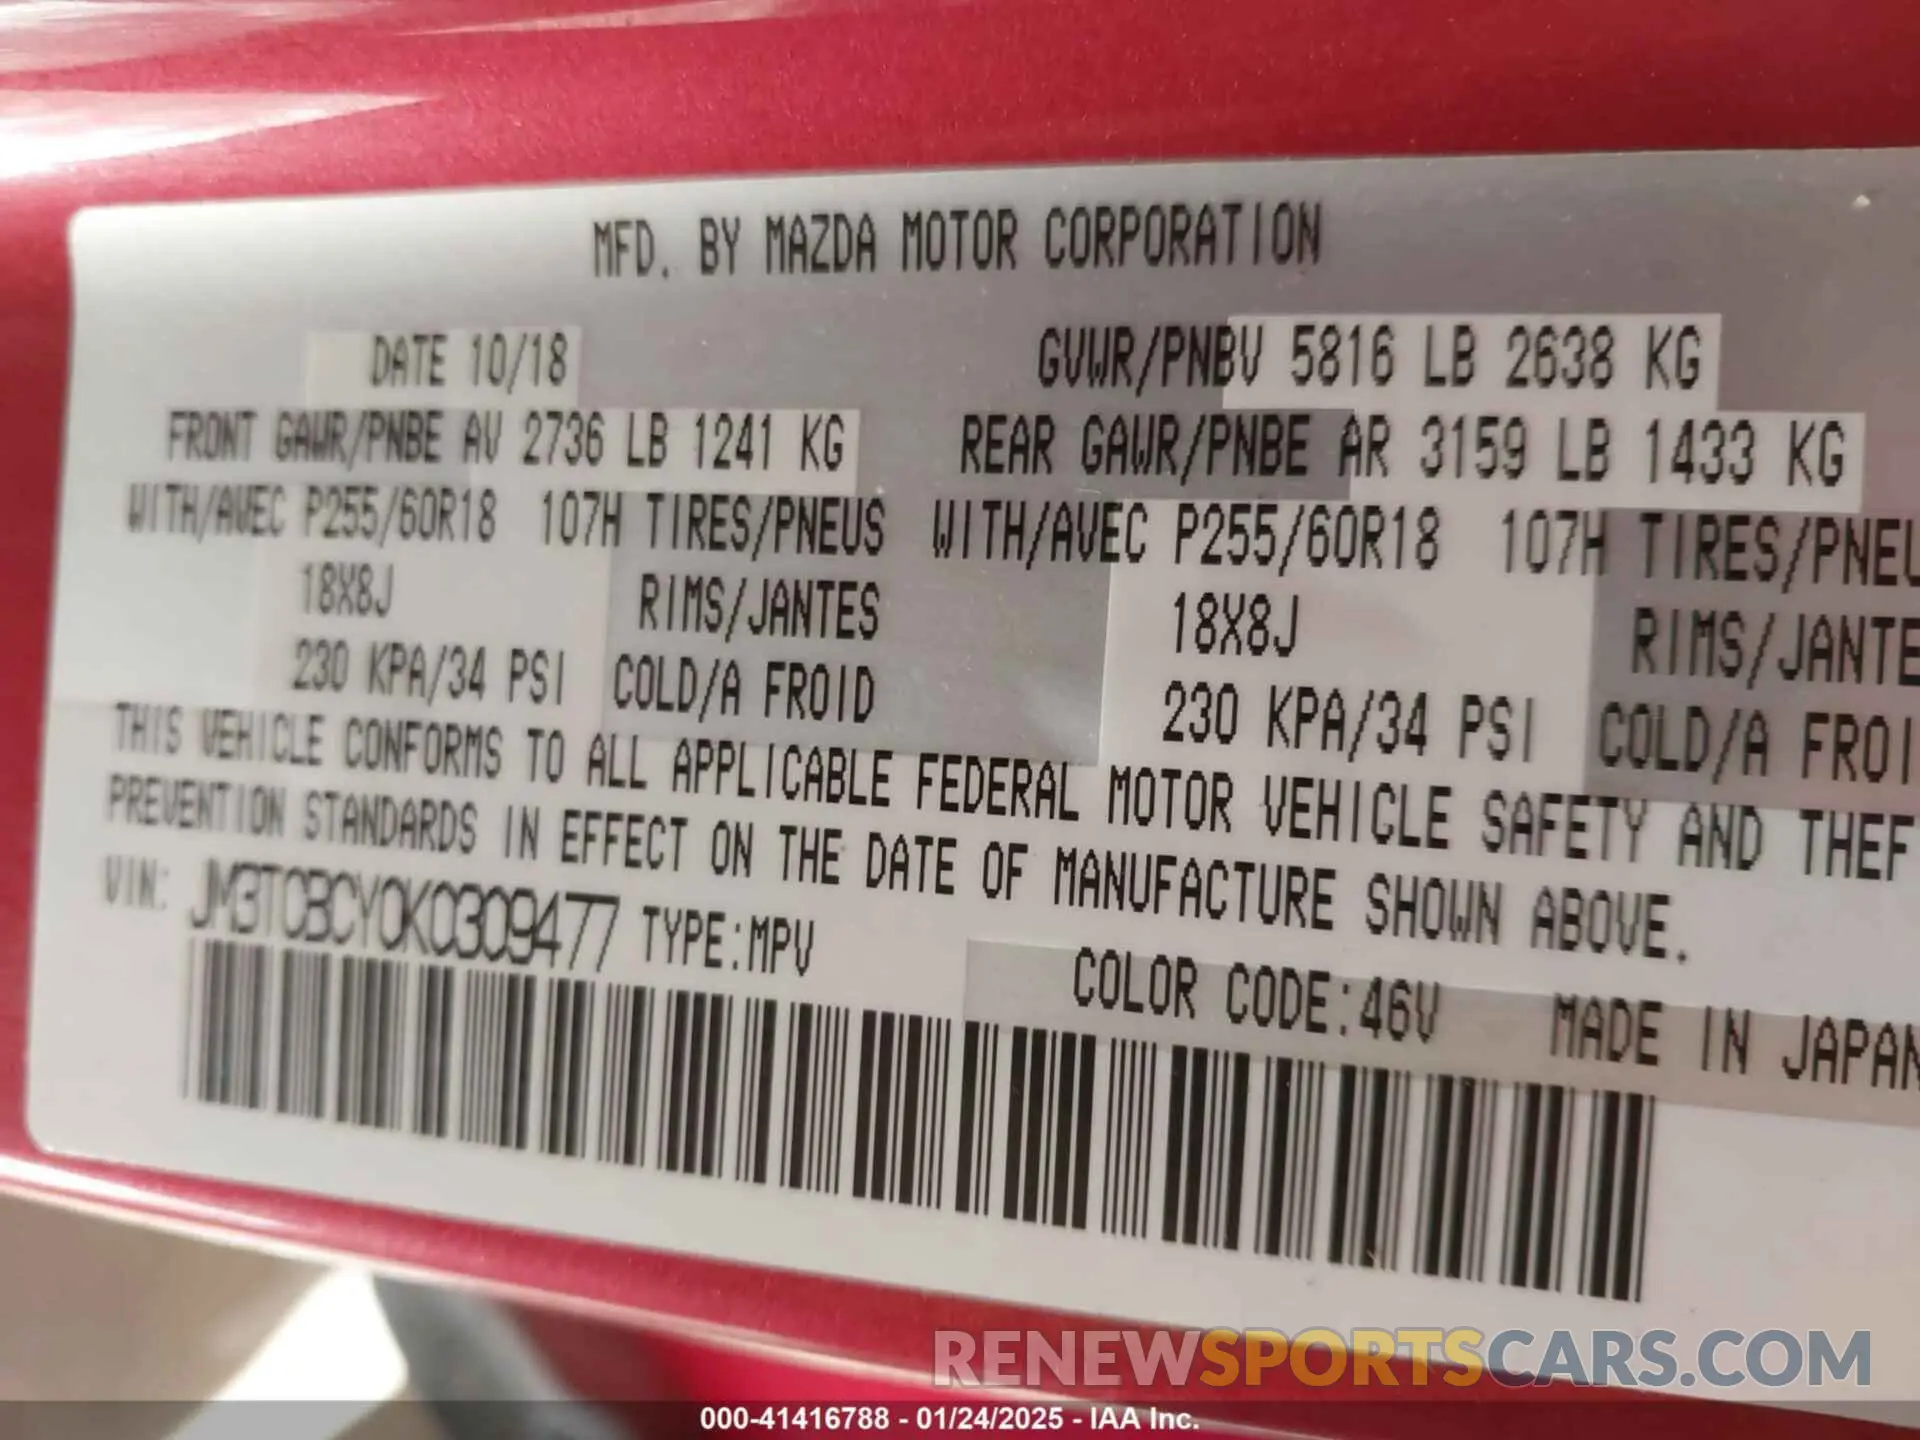 MFD. BY MAZDA MOTOR CORPORATION
DATE 10/18 GVWR/PNBV 5816 LB 2638 KG
FRONT GAWR/PNBE AV 2736 LB 1241 KG REAR GAWR/PNBE AR 3159 LB 1433 KG
WITH/AVEC P255/60R18 107H TIRES/PNEUS WITH/AVEC P255/60R18 107H TIRES/PNEU
18X8J RIMS/JANTES 18X8J RIMS/JANTE
230 KPA/34 PSI COLD/A FROID 230 KPA/34 PSI COLD/A FROI
THIS VEHICLE CONFORMS TO ALL APPLICABLE FEDERAL MOTOR VEHICLE SAFETY AND THEF
PREVENTION STANDARDS IN EFFECT ON THE DATE OF MANUFACTURE SHOWN ABOVE.
VIN: JM3TCBCY0K0309477 TYPE:MPV
COLOR CODE:46V MADE IN JAPAN
RENEWSPORTSCARS.COM
000-41416788 - 01/24/2025 - IAA Inc.